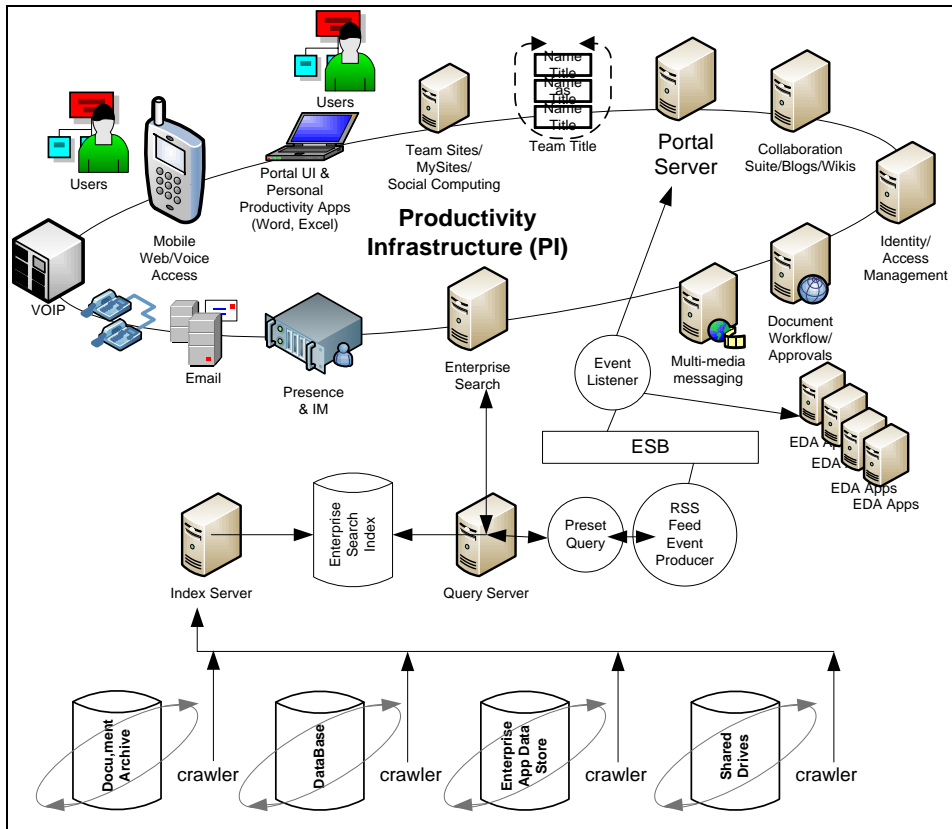 Users
Users
Name
Title
Name
as
Title
Name
Title
Team Title
Team Sites/
MySites/
Social Computing
Portal
Server
Collaboration
Suite/Blogs/Wikis
Portal UI &
Personal
Productivity Apps
(Word, Excel)
Mobile
Web/Voice
Access
Productivity
Infrastructure (PI)
Identity/
Access
Management
VOIP
Email
Presence
& IM
Enterprise
Search
Event
Listener
Multi-media
messaging
Document
Workflow/
Approvals
ESB
EDA Ap
EDA
EDA Apps
EDA Apps
Enterprise
Search
Index
Preset
Query
RSS
Feed
Event
Producer
Index Server
Query Server
Docu,ment
Archive
crawler
DataBase
crawler
Enterprise
App Data
Store
crawler
Shared
Drives
crawler